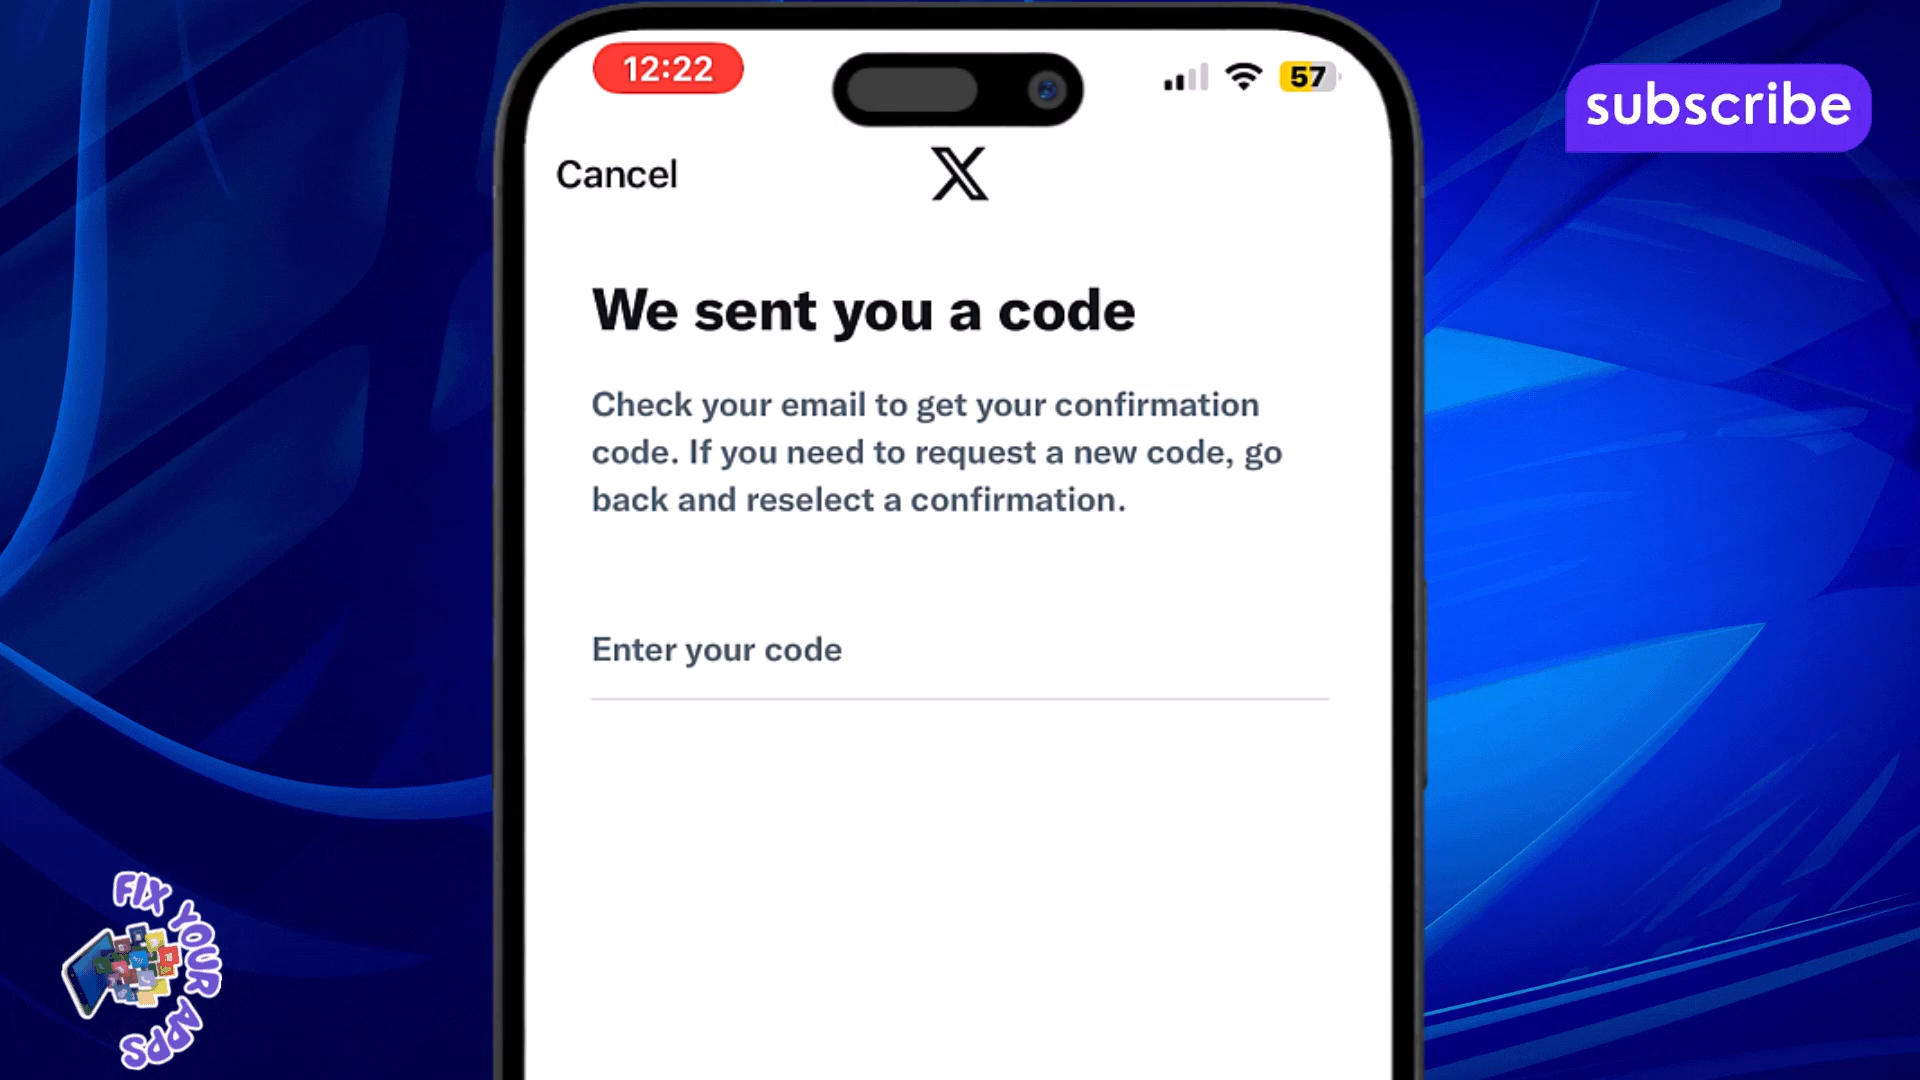 12:22
57
subscribe
Cancel
X
We sent you a code
Check your email to get your confirmation
code. If you need to request a new code, go
back and reselect a confirmation.
Enter your code
FIX YOUR APPS